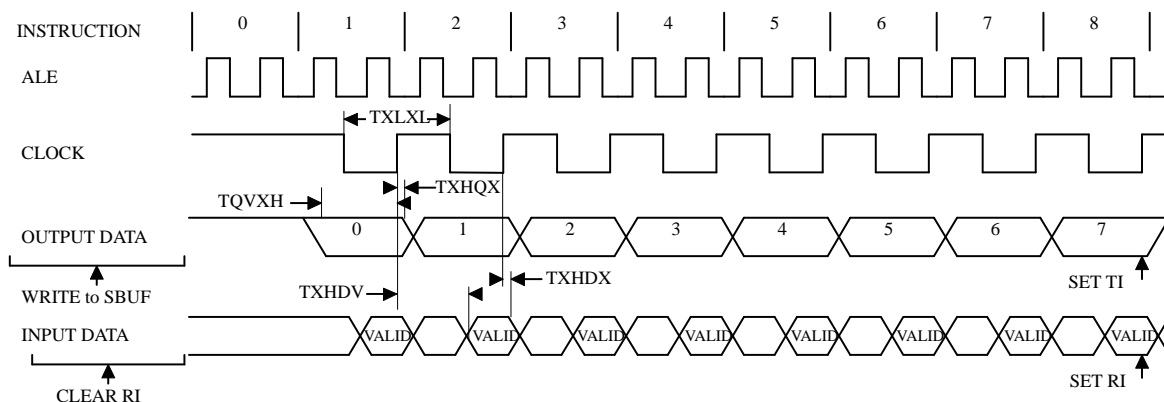 INSTRUCTION 0 1 2 3 4 5 6 7 8
ALE
TXLXL
CLOCK
TXHQX
TQVXH
OUTPUT DATA 0 1 2 3 4 5 6 7
TXHDX
SET TI
TXHDV
WRITE to SBUF
INPUT DATA VALID VALID VALID VALID VALID VALID VALID VALID
SET RI
CLEAR RI